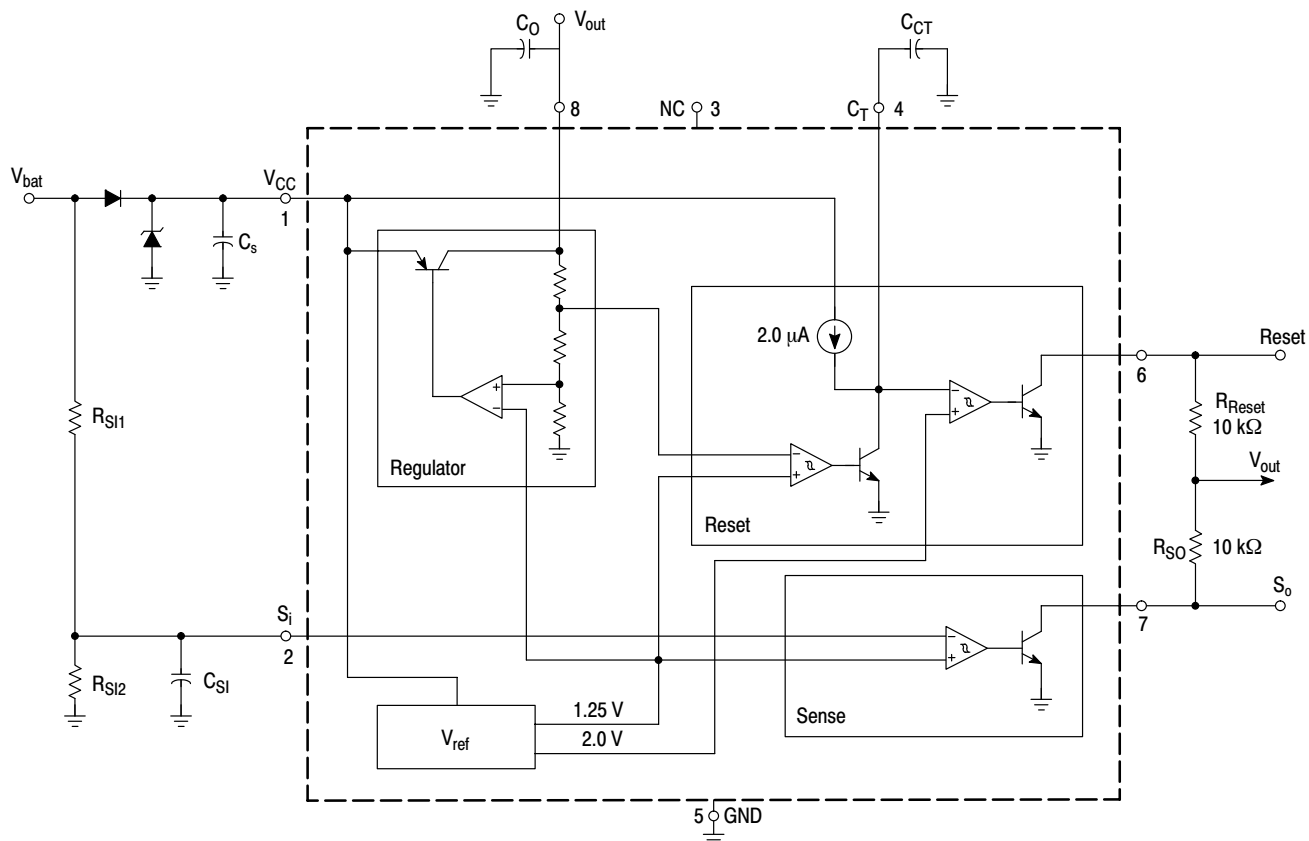 C_O
V_out
C_CT
8
NC
3
C_T
4
V_bat
V_CC
1
C_s
2.0 µA
Reset
6
R_Reset
10 kΩ
R_SI1
+
−
−
+
−
+
Regulator
V_out
Reset
R_SO
10 kΩ
S_i
2
S_o
7
−
+
R_SI2
C_SI
1.25 V
V_ref
2.0 V
Sense
5
GND